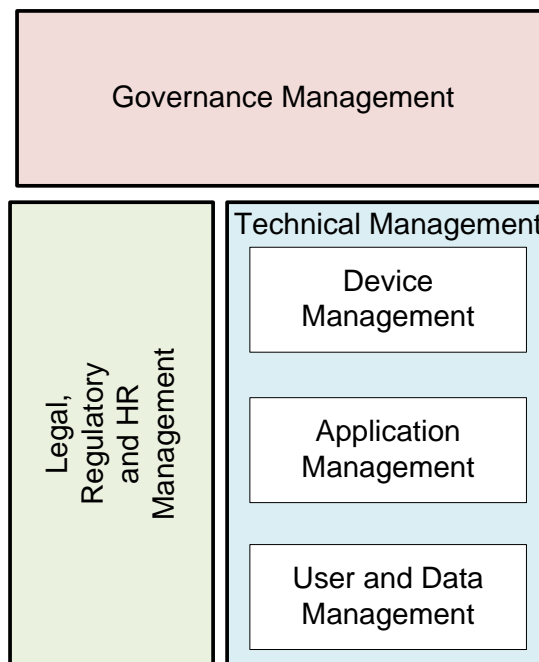 Governance Management
Legal,
Regulatory
and HR
Management
Technical Management
Device
Management
Application
Management
User and Data
Management